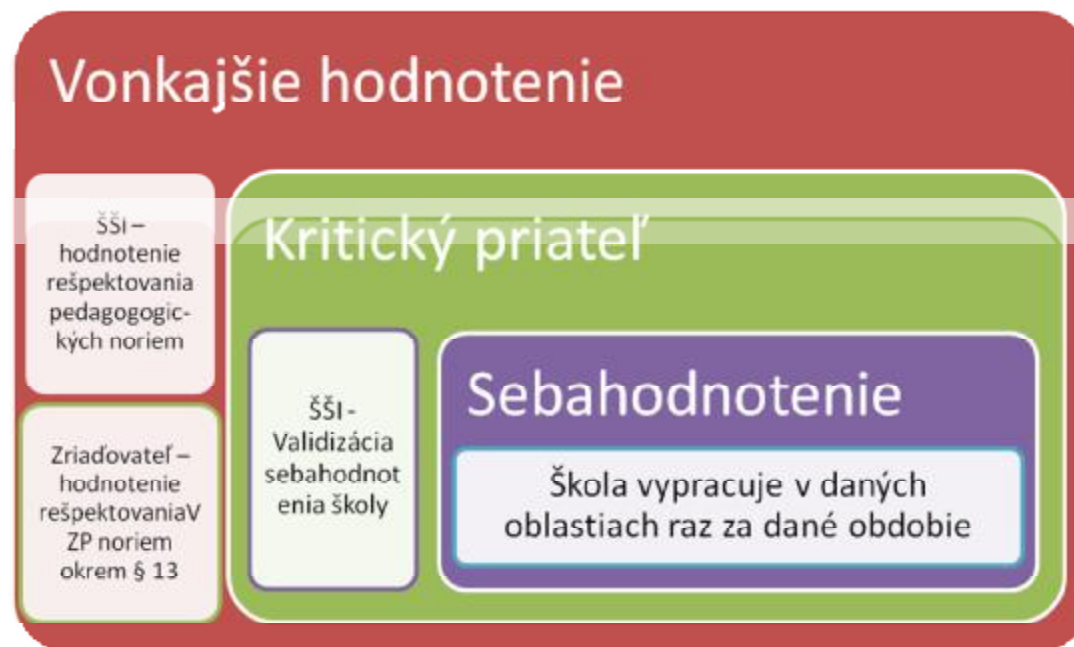 Vonkajšie hodnotenie
ŠŠI –
hodnotenie
rešpektovania
pedagogogic-
kých noriem
Zriaďovateľ –
hodnotenie
rešpektovaniaV
ZP noriem
okrem § 13
Kritický priateľ
ŠŠI -
Validizácia
sebahodnot
enia školy
Sebahodnotenie
Škola vypracuje v daných
oblastiach raz za dané obdobie